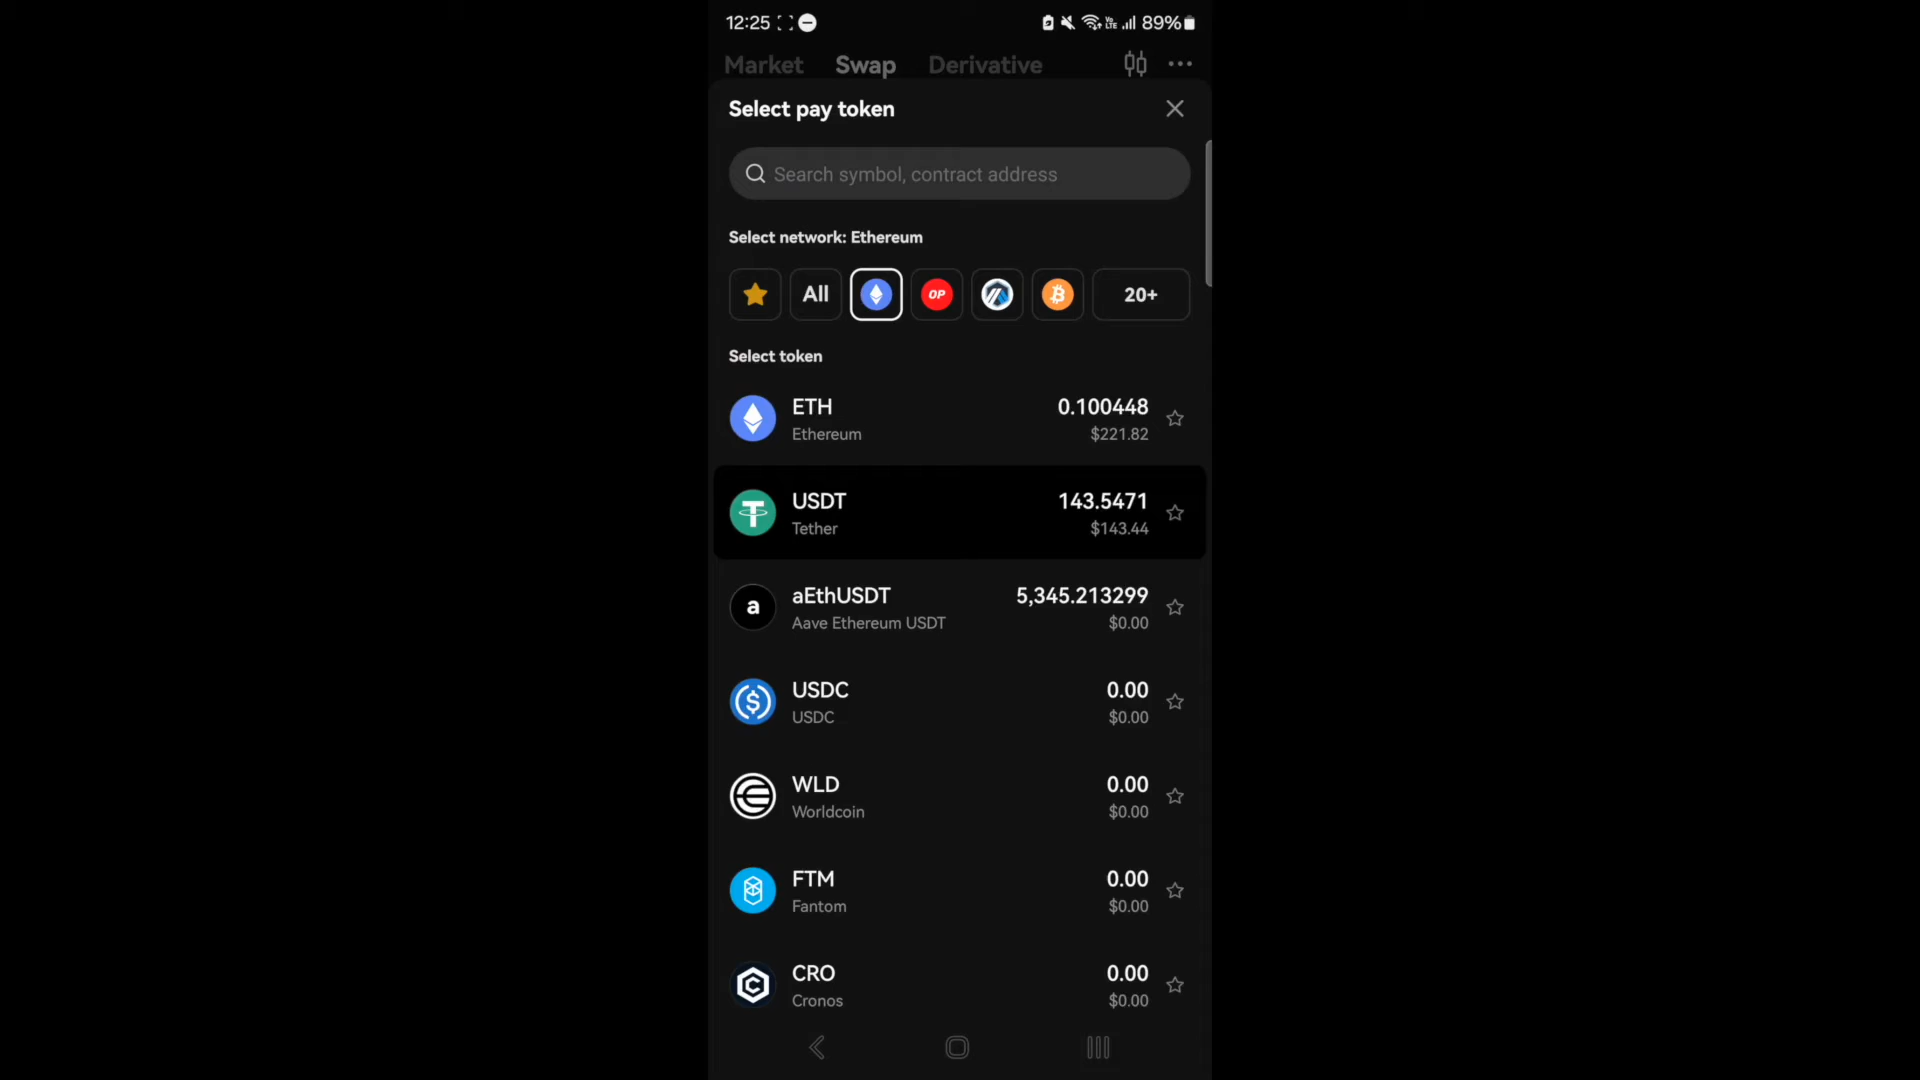 12:25 89%
Market Swap Derivative
Select pay token
Search symbol, contract address
Select network: Ethereum
All OP 20+
Select token
ETH 0.100448
Ethereum $221.82
USDT 143.5471
Tether $143.44
a aEthUSDT 5,345.213299
Aave Ethereum USDT $0.00
USDC 0.00
USDC $0.00
WLD 0.00
Worldcoin $0.00
FTM 0.00
Fantom $0.00
CRO 0.00
Cronos $0.00